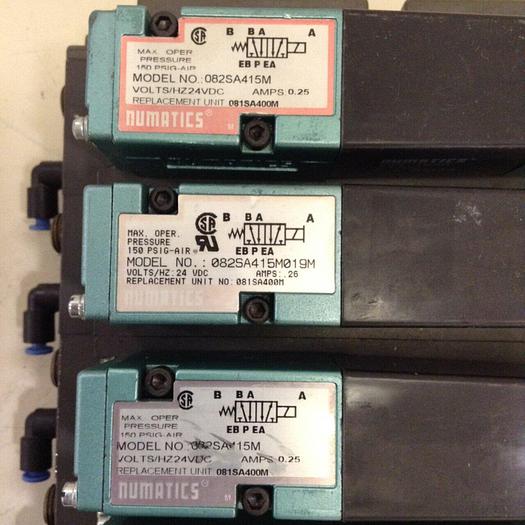 B BA A
MAX. OPER
PRESSURE
150 PSIG-AIR
EB P EA
MODEL NO.: 082SA415M
VOLTS/HZ24VDC AMPS 0.25
REPLACEMENT UNIT 081SA400M
NUMATICS® M
NUMATICS
B BA A
MAX. OPER.
PRESSURE
150 PSIG-AIR
EB P EA
MODEL NO.: 082SA415M019M
VOLTS/HZ:24 VDC AMPS:.26
REPLACEMENT UNIT NO:081SA400M
B BA A
MAX. OPER
PRESSURE
150 PSIG-AIR
EB P EA
MODEL NO
VOLTS/HZ24VDC AMPS 0.25
REPLACEMENT UNIT 081SA400M
NUMATICS® M